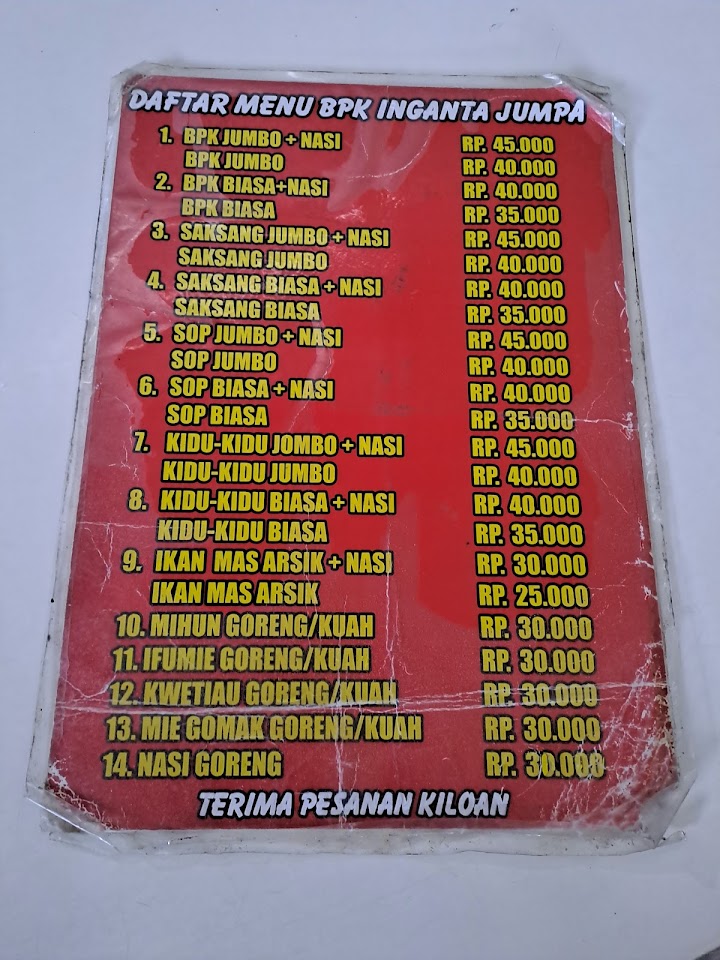 DAFTAR MENU BPK INGANTA JUMPA
1. BPK JUMBO + NASI RP. 45.000
BPK JUMBO RP. 40.000
2. BPK BIASA+NASI RP. 40.000
BPK BIASA RP. 35.000
3. SAKSANG JUMBO + NASI RP. 45.000
SAKSANG JUMBO RP. 40.000
4. SAKSANG BIASA + NASI RP. 40.000
SAKSANG BIASA RP. 35.000
5. SOP JUMBO + NASI RP. 45.000
SOP JUMBO RP. 40.000
6. SOP BIASA + NASI RP. 40.000
SOP BIASA RP. 35.000
7. KIDU-KIDU JOMBO + NASI RP. 45.000
KIDU-KIDU JUMBO RP. 40.000
8. KIDU-KIDU BIASA + NASI RP. 40.000
KIDU-KIDU BIASA RP. 35.000
9. IKAN MAS ARSIK + NASI RP. 30.000
IKAN MAS ARSIK RP. 25.000
10. MIHUN GORENG/KUAH RP. 30.000
11. IFUMIE GORENG/KUAH RP. 30.000
12. KWETIAU GORENG/KUAH RP. 30.000
13. MIE GOMAK GORENG/KUAH RP. 30.000
14. NASI GORENG RP. 30.000
TERIMA PESANAN KILOAN